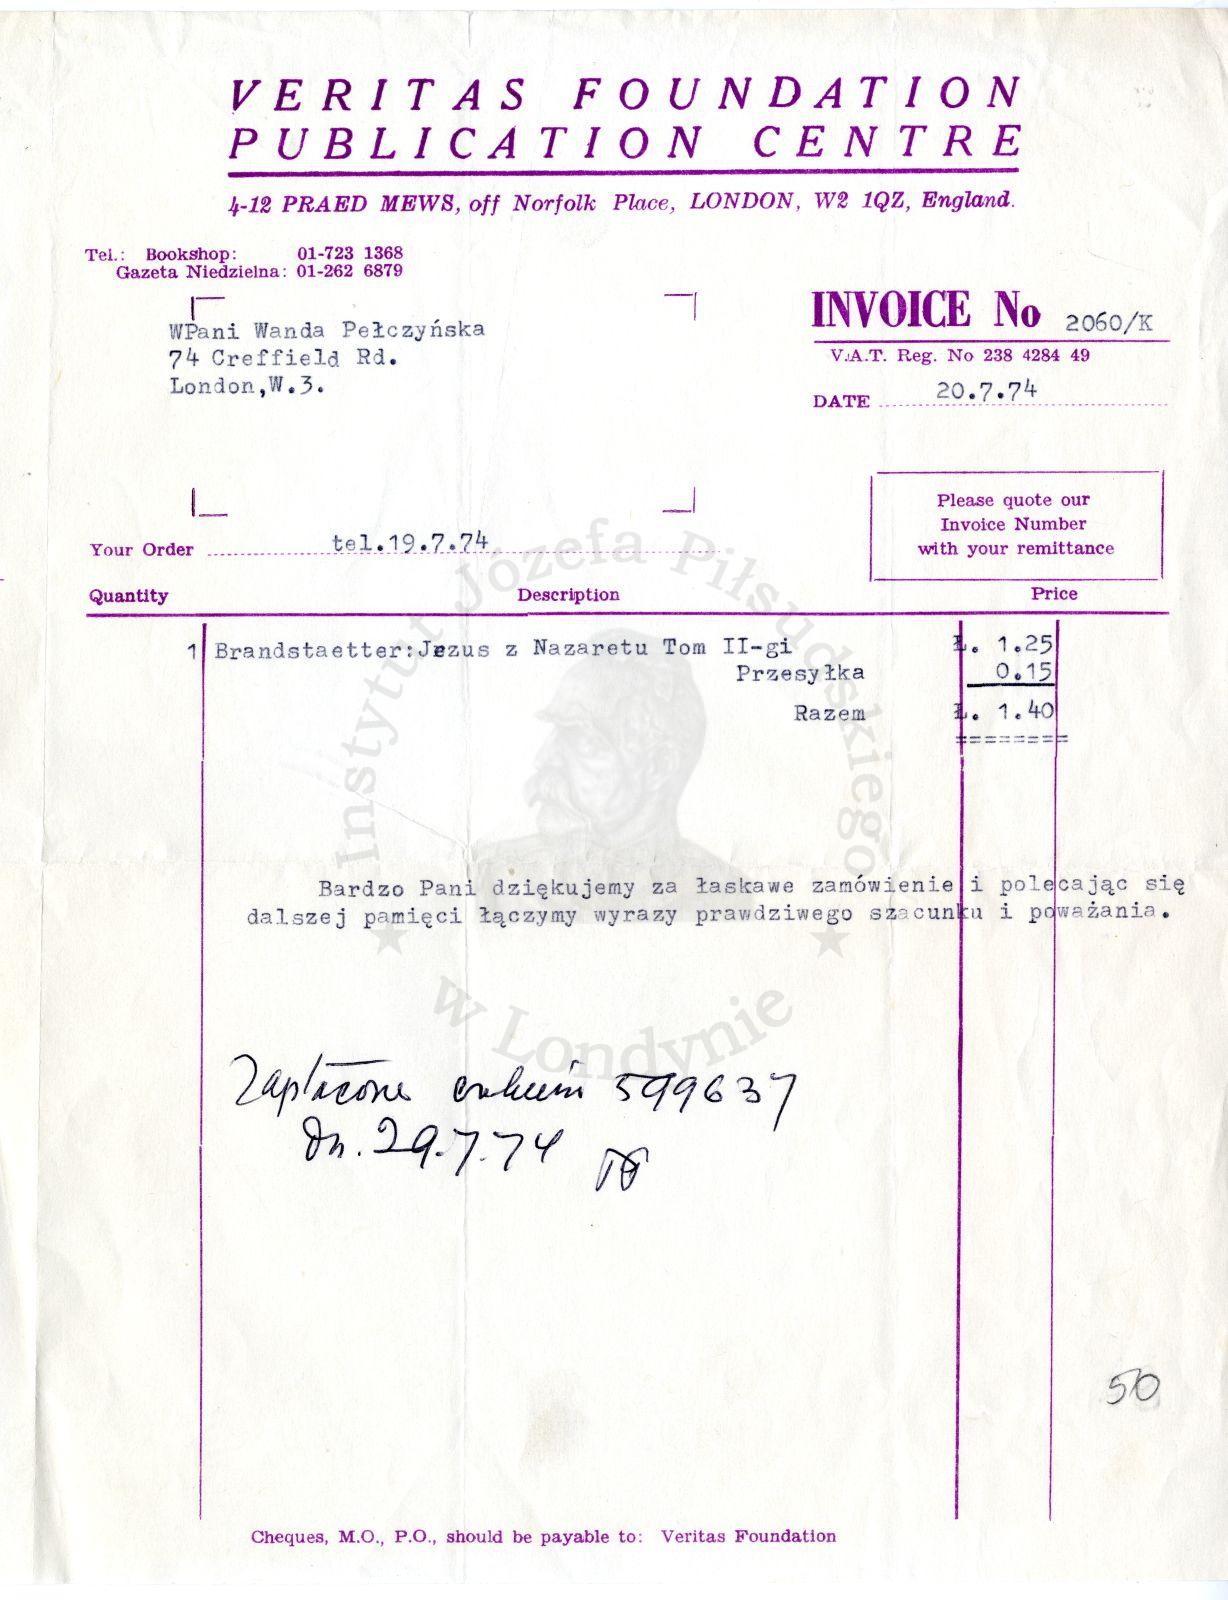 VERITAS FOUNDATION
PUBLICATION CENTRE
4-12 PRAED MEWS, off Norfolk Place, LONDON, W2 1QZ, England.
Tel.: Bookshop: 01-723 1368
Gazeta Niedzielna: 01-262 6879
WPani Wanda Pełczyńska
74 Creffield Rd.
London,W.3.
INVOICE No 2060/K
V.A.T. Reg. No 238 4284 49
DATE 20.7.74
Please quote our
Invoice Number
with your remittance
Your Order tel.19.7.74
Quantity Description Price
1 Brandstaetter:Jezus z Nazaretu Tom II-gi Ł. 1.25
Przesyłka 0.15
Razem Ł. 1.40
========
Bardzo Pani dziękujemy za łaskawe zamówienie i polecając się
dalszej pamięci łączymy wyrazy prawdziwego szacunku i poważania.
Zapłacone 599637
Dn. 29.7.74
50
Cheques, M.O., P.O., should be payable to: Veritas Foundation
Instytut Józefa Piłsudskiego
w Londynie